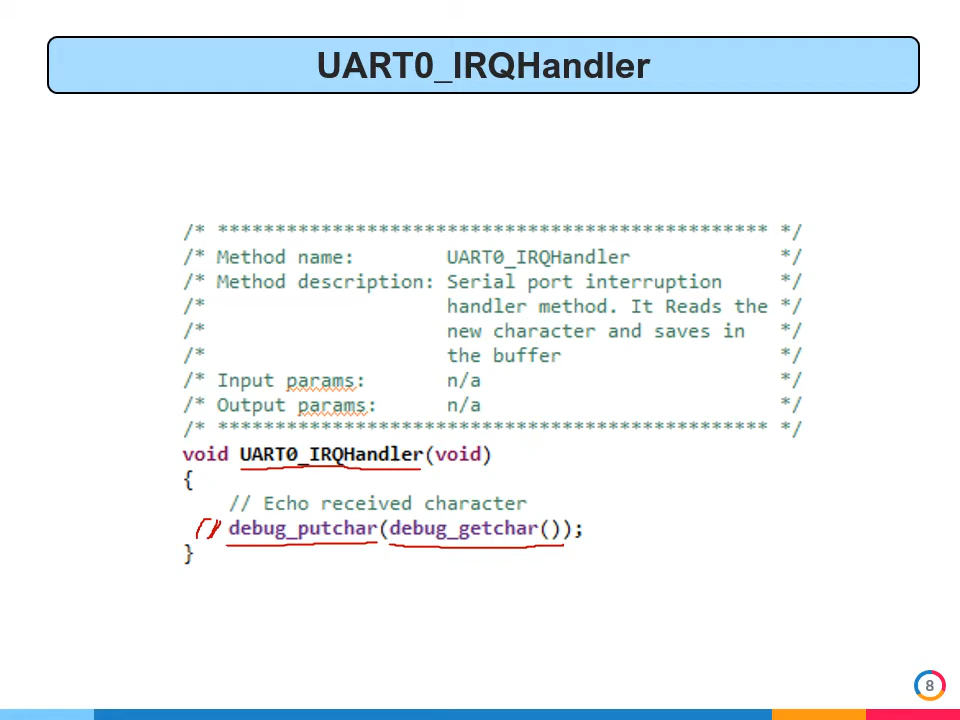 UART0_IRQHandler
/* ************************************************ */
/* Method name:        UART0_IRQHandler             */
/* Method description: Serial port interruption     */
/*                     handler method. It Reads the */
/*                     new character and saves in   */
/*                     the buffer                   */
/* Input params:       n/a                          */
/* Output params:      n/a                          */
/* ************************************************ */
void UART0_IRQHandler(void)
{
    // Echo received character
    debug_putchar(debug_getchar());
}
8